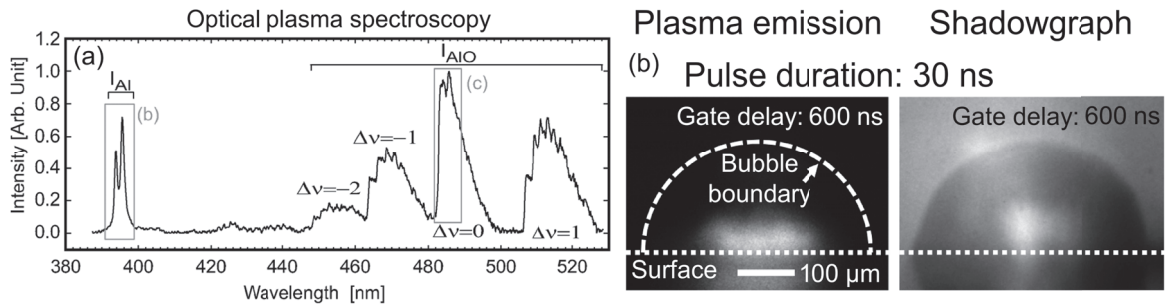 Optical plasma spectroscopy
(a)
Intensity [Arb. Unit]
1.2
1.0
0.8
0.6
0.4
0.2
0.0
I_Al
(b)
I_AlO
(c)
Δν=−2
Δν=−1
Δν=0
Δν=1
380 400 420 440 460 480 500 520
Wavelength [nm]
Plasma emission Shadowgraph
(b) Pulse duration: 30 ns
Gate delay: 600 ns
Bubble
boundary
Surface
100 μm
Gate delay: 600 ns